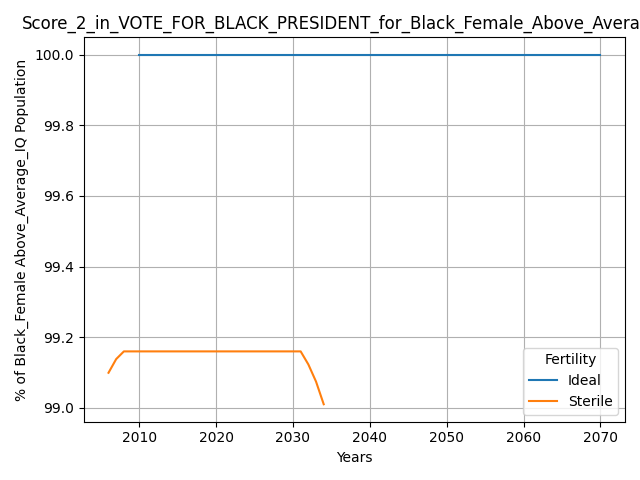 Score_2_in_VOTE_FOR_BLACK_PRESIDENT_for_Black_Female_Above_Avera
% of Black_Female Above_Average_IQ Population
100.0
99.8
99.6
99.4
99.2
99.0
Fertility
Ideal
Sterile
2010 2020 2030 2040 2050 2060 2070
Years